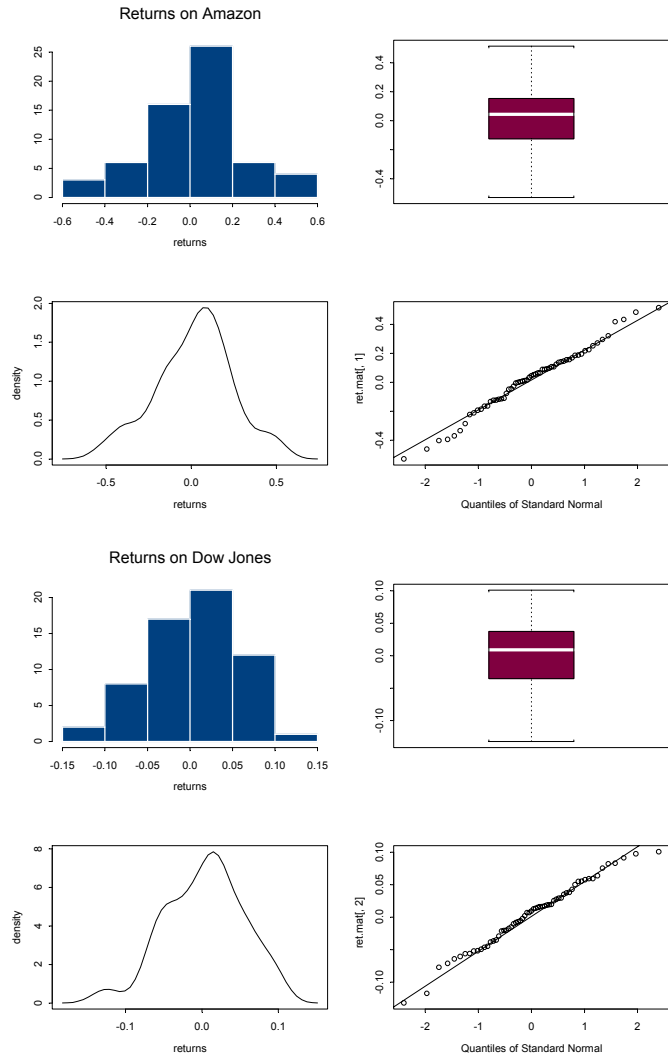 Returns on Amazon
25
20
15
10
5
0
-0.6 -0.4 -0.2 0.0 0.2 0.4 0.6
returns
0.4
0.2
0.0
-0.4
2.0
1.5
1.0
0.5
0.0
density
-0.5 0.0 0.5
returns
0.4
0.2
0.0
-0.4
ret.mat[, 1]
-2 -1 0 1 2
Quantiles of Standard Normal
Returns on Dow Jones
20
15
10
5
0
-0.15 -0.10 -0.05 0.0 0.05 0.10 0.15
returns
0.10
0.05
0.0
-0.10
8
6
4
2
0
density
-0.1 0.0 0.1
returns
0.10
0.05
0.0
-0.10
ret.mat[, 2]
-2 -1 0 1 2
Quantiles of Standard Normal